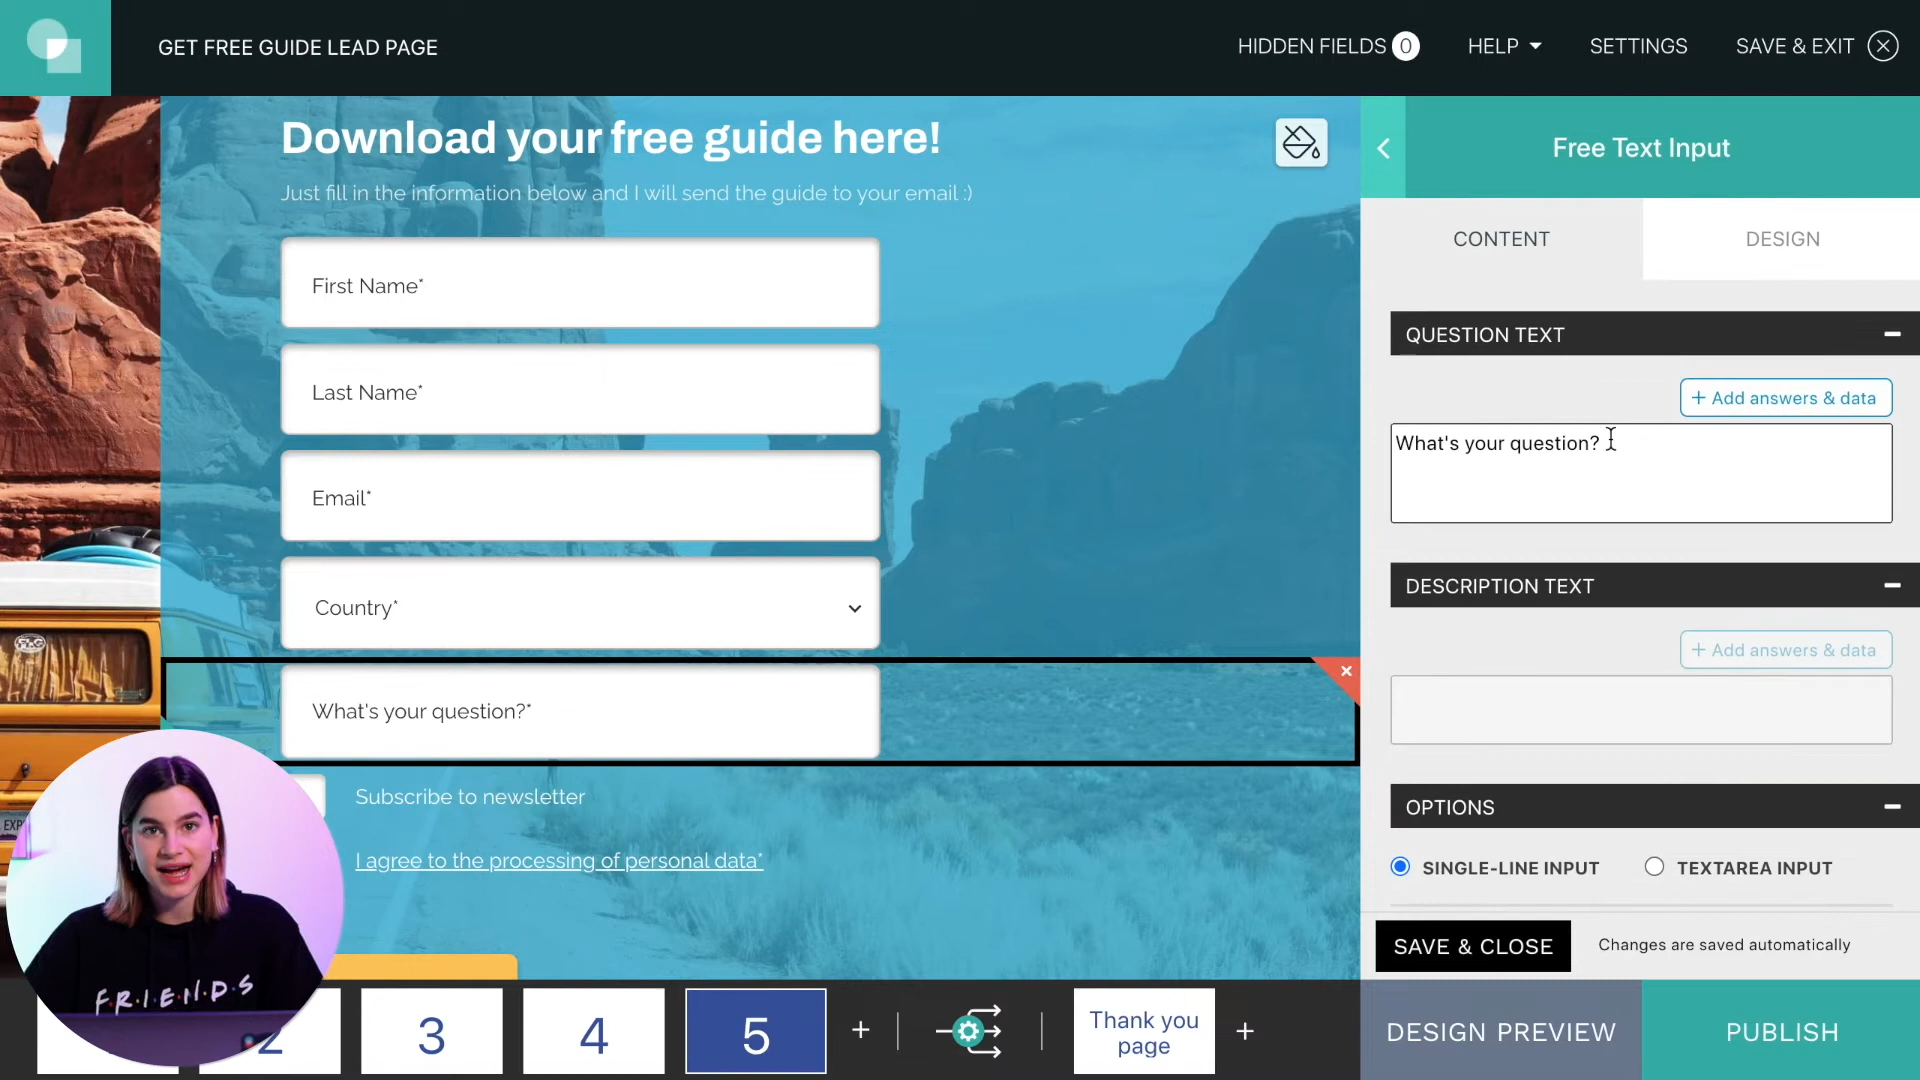 GET FREE GUIDE LEAD PAGE
HIDDEN FIELDS 0
HELP
SETTINGS
SAVE & EXIT
Download your free guide here!
Just fill in the information below and I will send the guide to your email :)
First Name*
Last Name*
Email*
Country*
What's your question?*
Subscribe to newsletter
I agree to the processing of personal data*
Free Text Input
CONTENT
DESIGN
QUESTION TEXT
+ Add answers & data
What's your question?
DESCRIPTION TEXT
+ Add answers & data
OPTIONS
SINGLE-LINE INPUT
TEXTAREA INPUT
SAVE & CLOSE
Changes are saved automatically
EXP
F·R·I·E·N·D·S
2
3
4
5
+
Thank you
page
+
DESIGN PREVIEW
PUBLISH